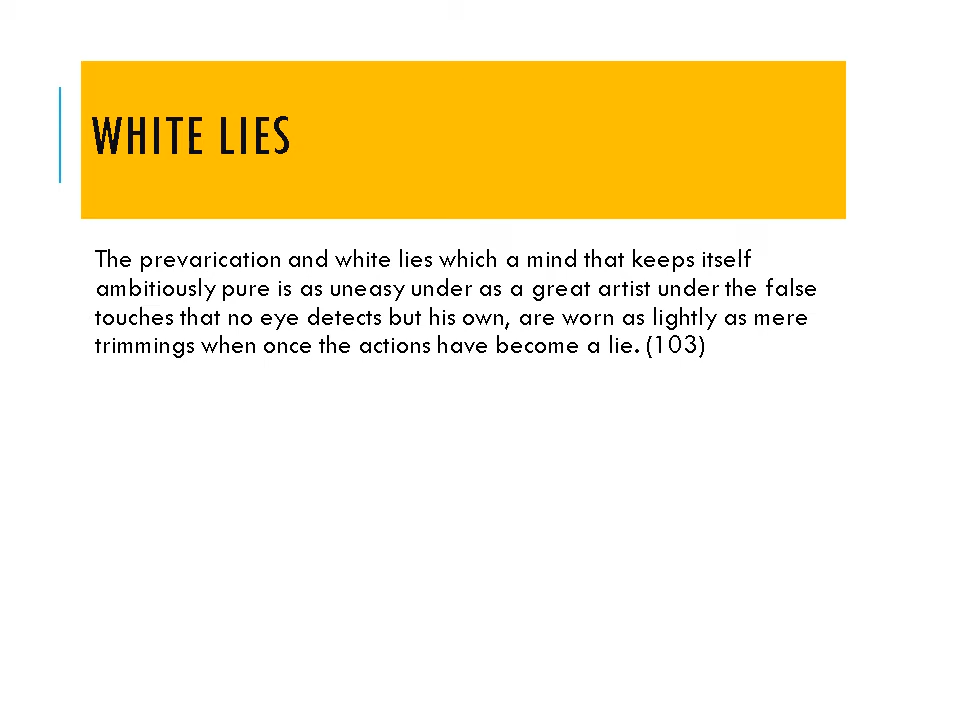 WHITE LIES
The prevarication and white lies which a mind that keeps itself
ambitiously pure is as uneasy under as a great artist under the false
touches that no eye detects but his own, are worn as lightly as mere
trimmings when once the actions have become a lie. (103)